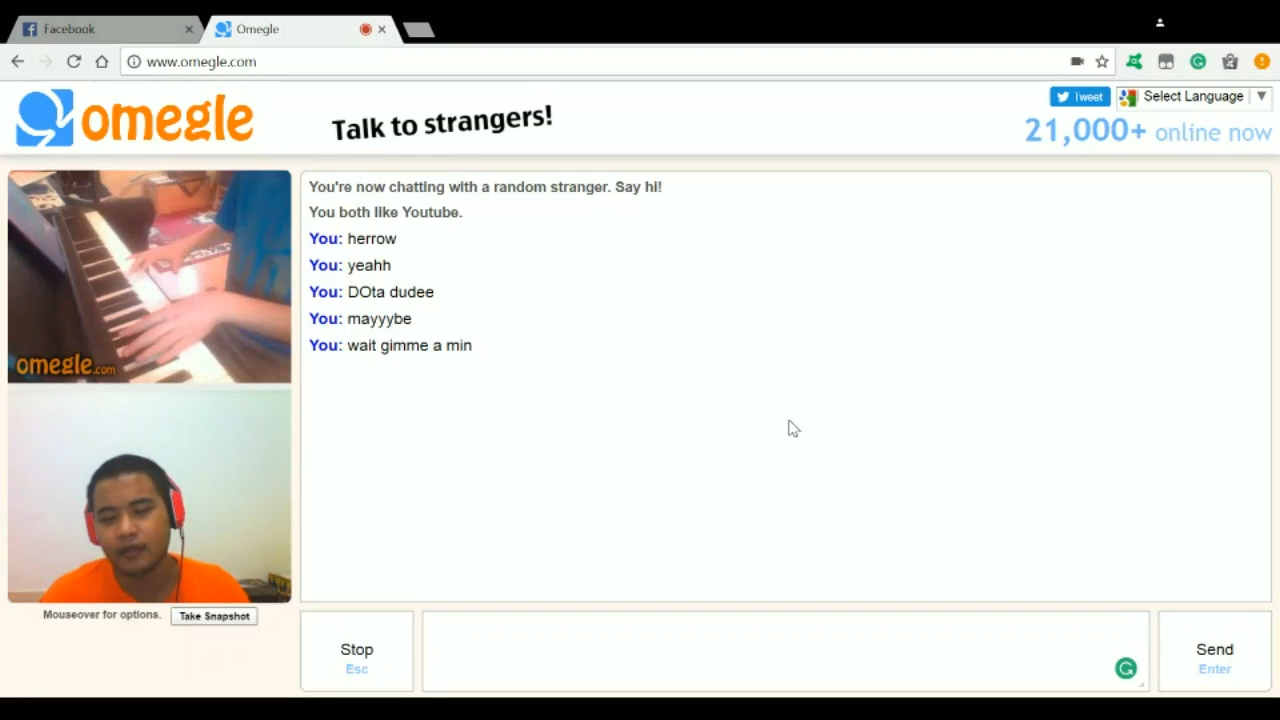 Facebook
Omegle
www.omegle.com
omegle
Talk to strangers!
Tweet
Select Language
21,000+ online now
omegle.com
You're now chatting with a random stranger. Say hi!
You both like Youtube.
You: herrow
You: yeahh
You: DOta dudee
You: mayyybe
You: wait gimme a min
Mouseover for options.
Take Snapshot
Stop
Esc
Send
Enter